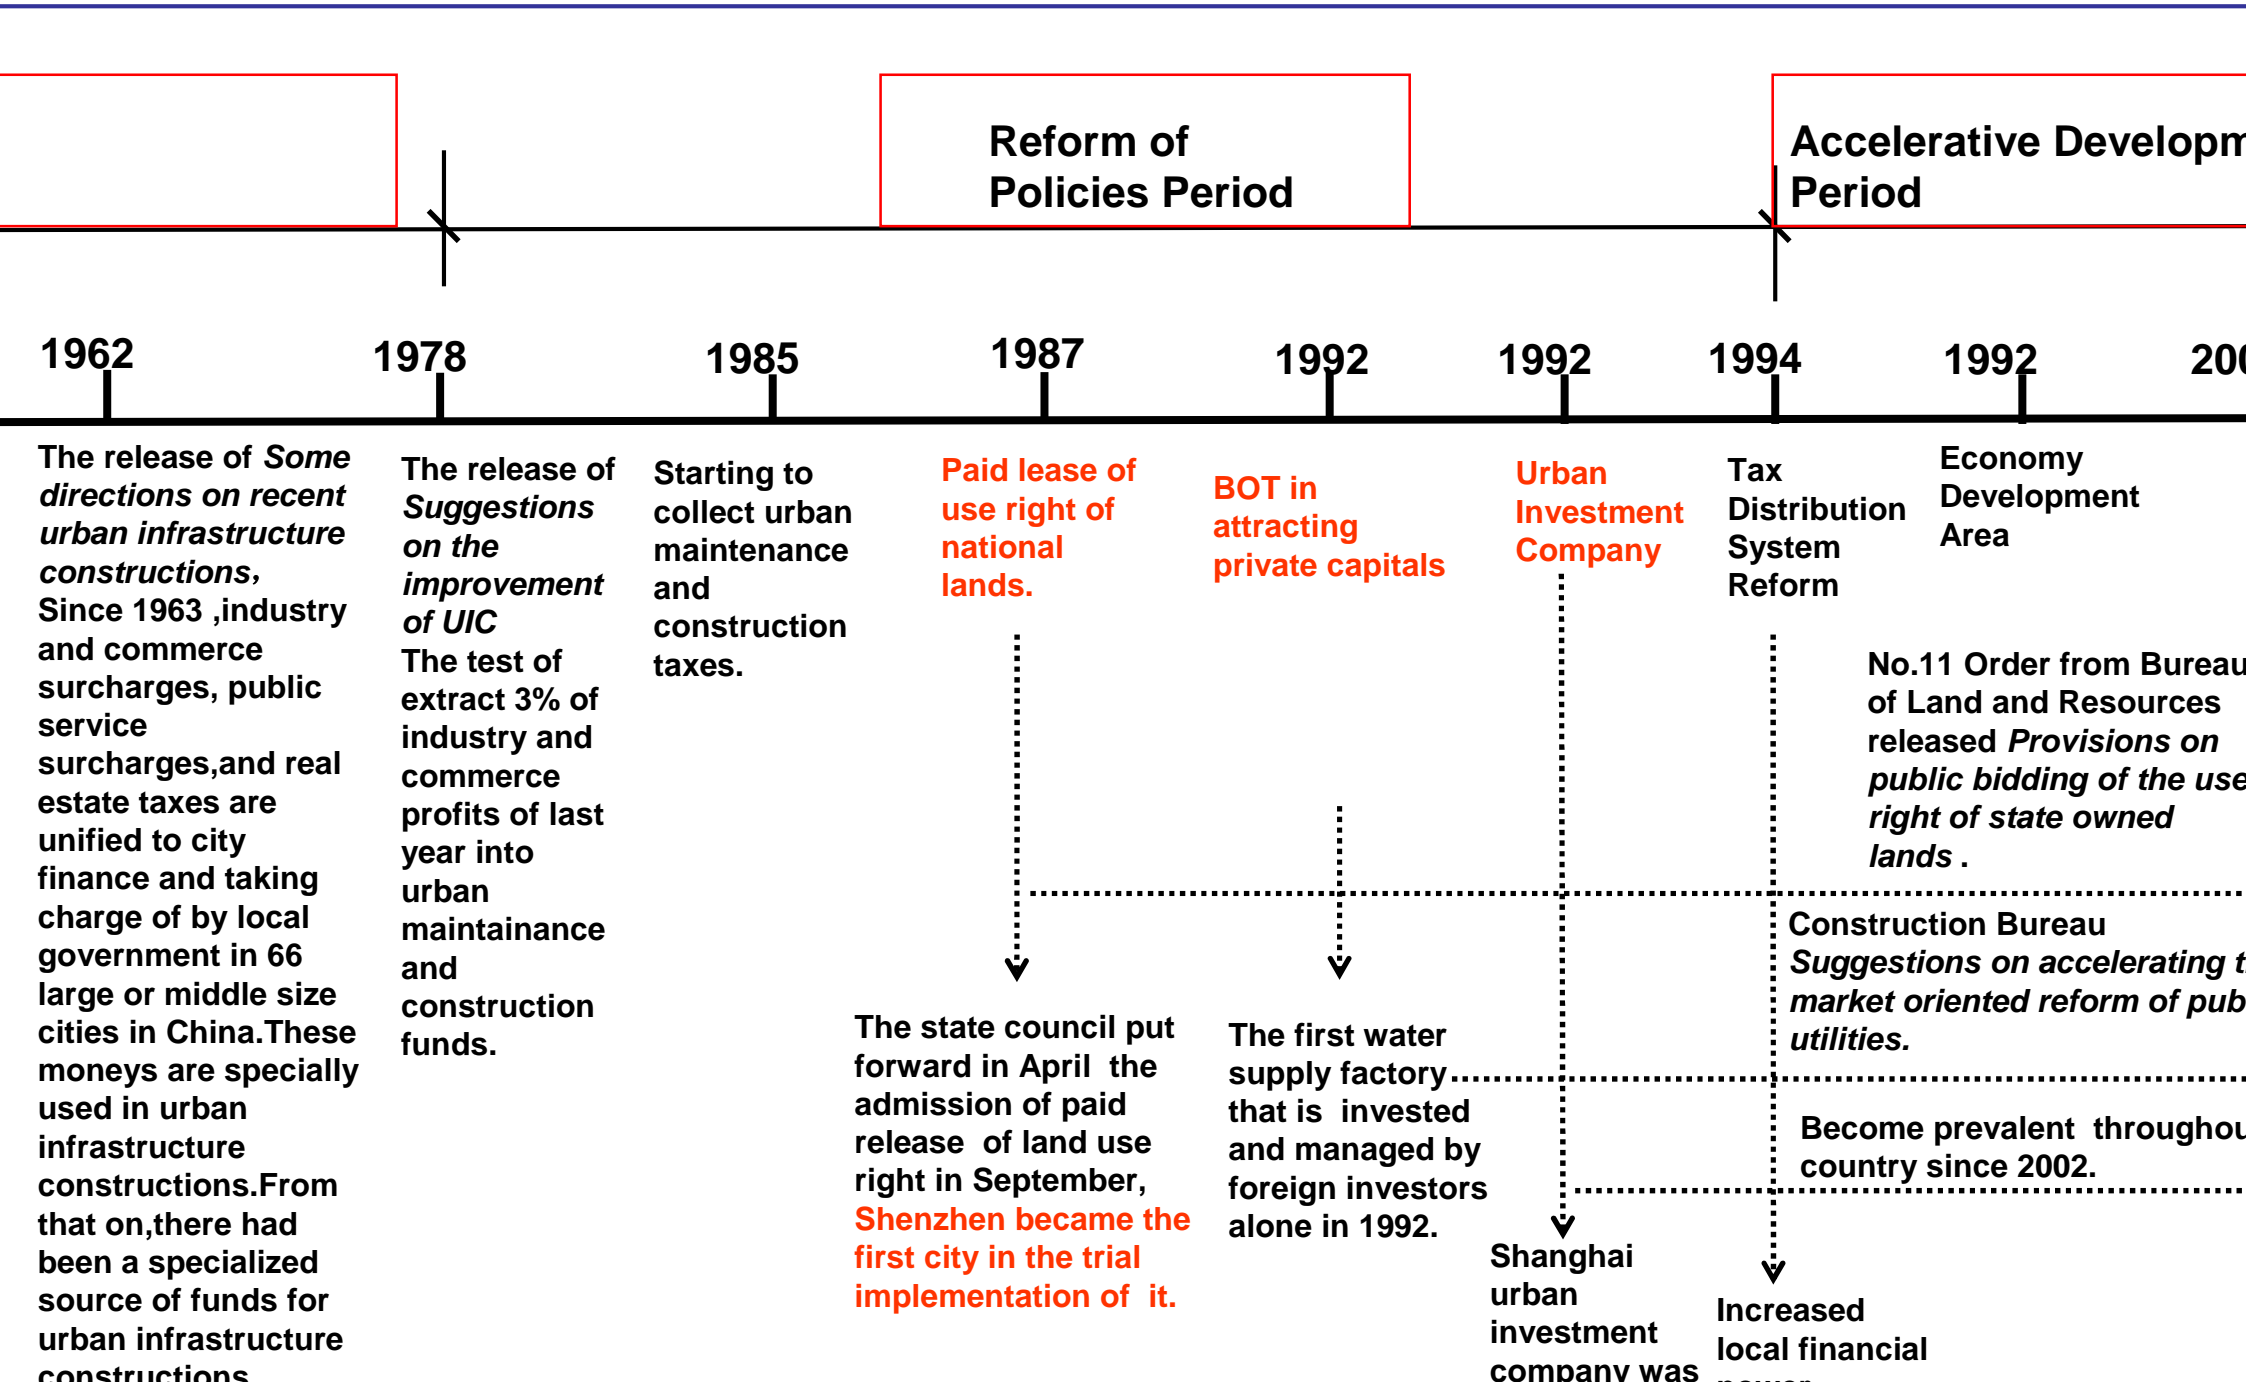 Reform of
Policies Period
Accelerative
Period
1962
1978
1985
1987
1992
1992
1994
1992
The release of Some
directions on recent
urban infrastructure
constructions,
Since 1963 ,industry
and commerce
surcharges, public
service
surcharges,and real
estate taxes are
unified to city
finance and taking
charge of by local
government in 66
large or middle size
cities in China.These
moneys are specially
used in urban
infrastructure
constructions.From
that on,there had
been a specialized
source of funds for
urban infrastructure
constructions
The release of
Suggestions
on the
improvement
of UIC
The test of
extract 3% of
industry and
commerce
profits of last
year into
urban
maintainance
and
construction
funds.
Starting to
collect urban
maintenance
and
construction
taxes.
Paid lease of
use right of
national
lands.
The state council put
forward in April the
admission of paid
release of land use
right in September,
Shenzhen became the
first city in the trial
implementation of it.
BOT in
attracting
private capitals
The first water
supply factory
that is invested
and managed by
foreign investors
alone in 1992.
Urban
Investment
Company
Shanghai
urban
investment
company was
Tax
Distribution
System
Reform
Increased
local financial
Economy
Development
Area
No.11 Order from Bureau
of Land and Resources
released Provisions on
public bidding of the use
right of state owned
lands .
Construction Bureau
Suggestions on accelerating
market oriented reform of
utilities.
Become prevalent
country since 2002.